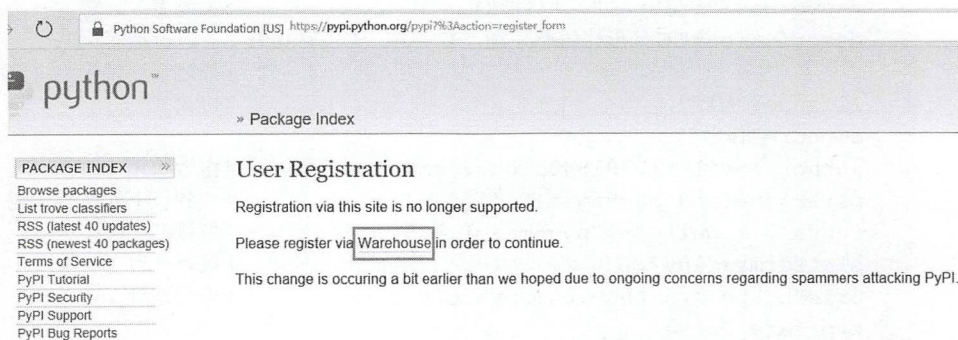 Python Software Foundation [US] https://pypi.python.org/pypi?%3Aaction=register_form
python™
» Package Index
PACKAGE INDEX »
Browse packages
List trove classifiers
RSS (latest 40 updates)
RSS (newest 40 packages)
Terms of Service
PyPI Tutorial
PyPI Security
PyPI Support
PyPI Bug Reports
User Registration
Registration via this site is no longer supported.
Please register via Warehouse in order to continue.
This change is occuring a bit earlier than we hoped due to ongoing concerns regarding spammers attacking PyPI.